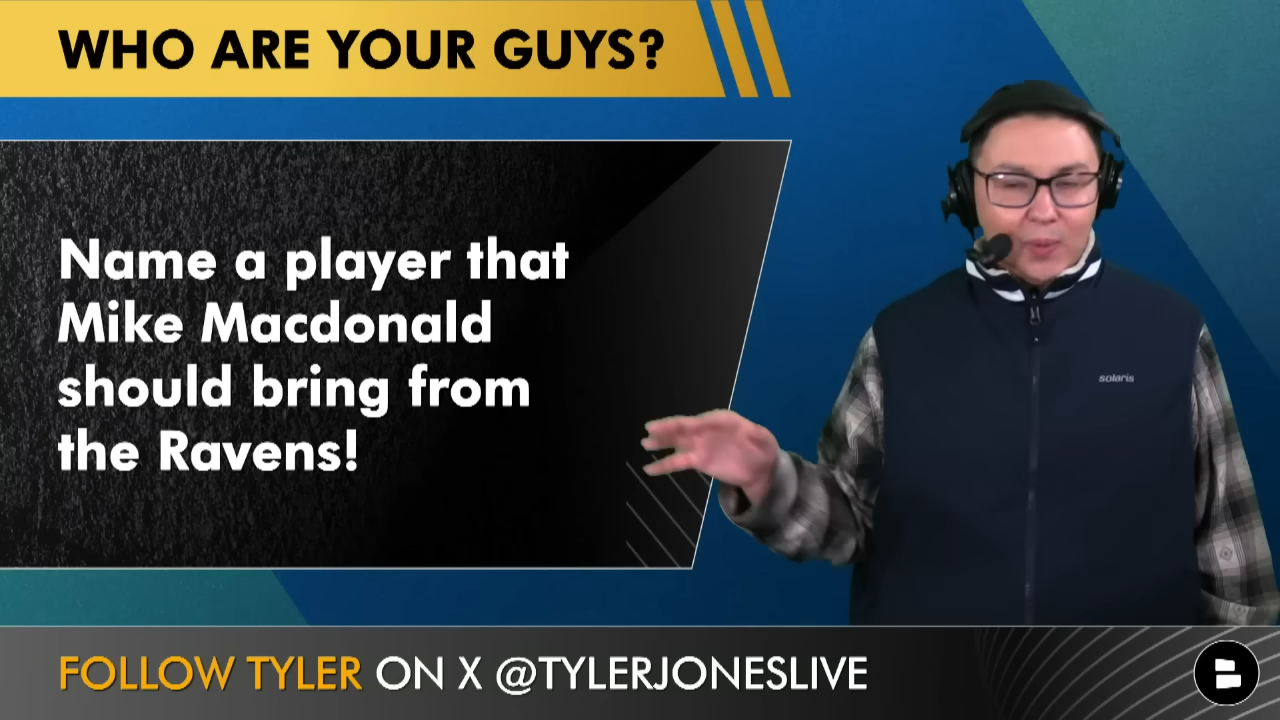 WHO ARE YOUR GUYS?
Name a player that
Mike Macdonald
should bring from
the Ravens!
solaris
FOLLOW TYLER ON X @TYLERJONESLIVE